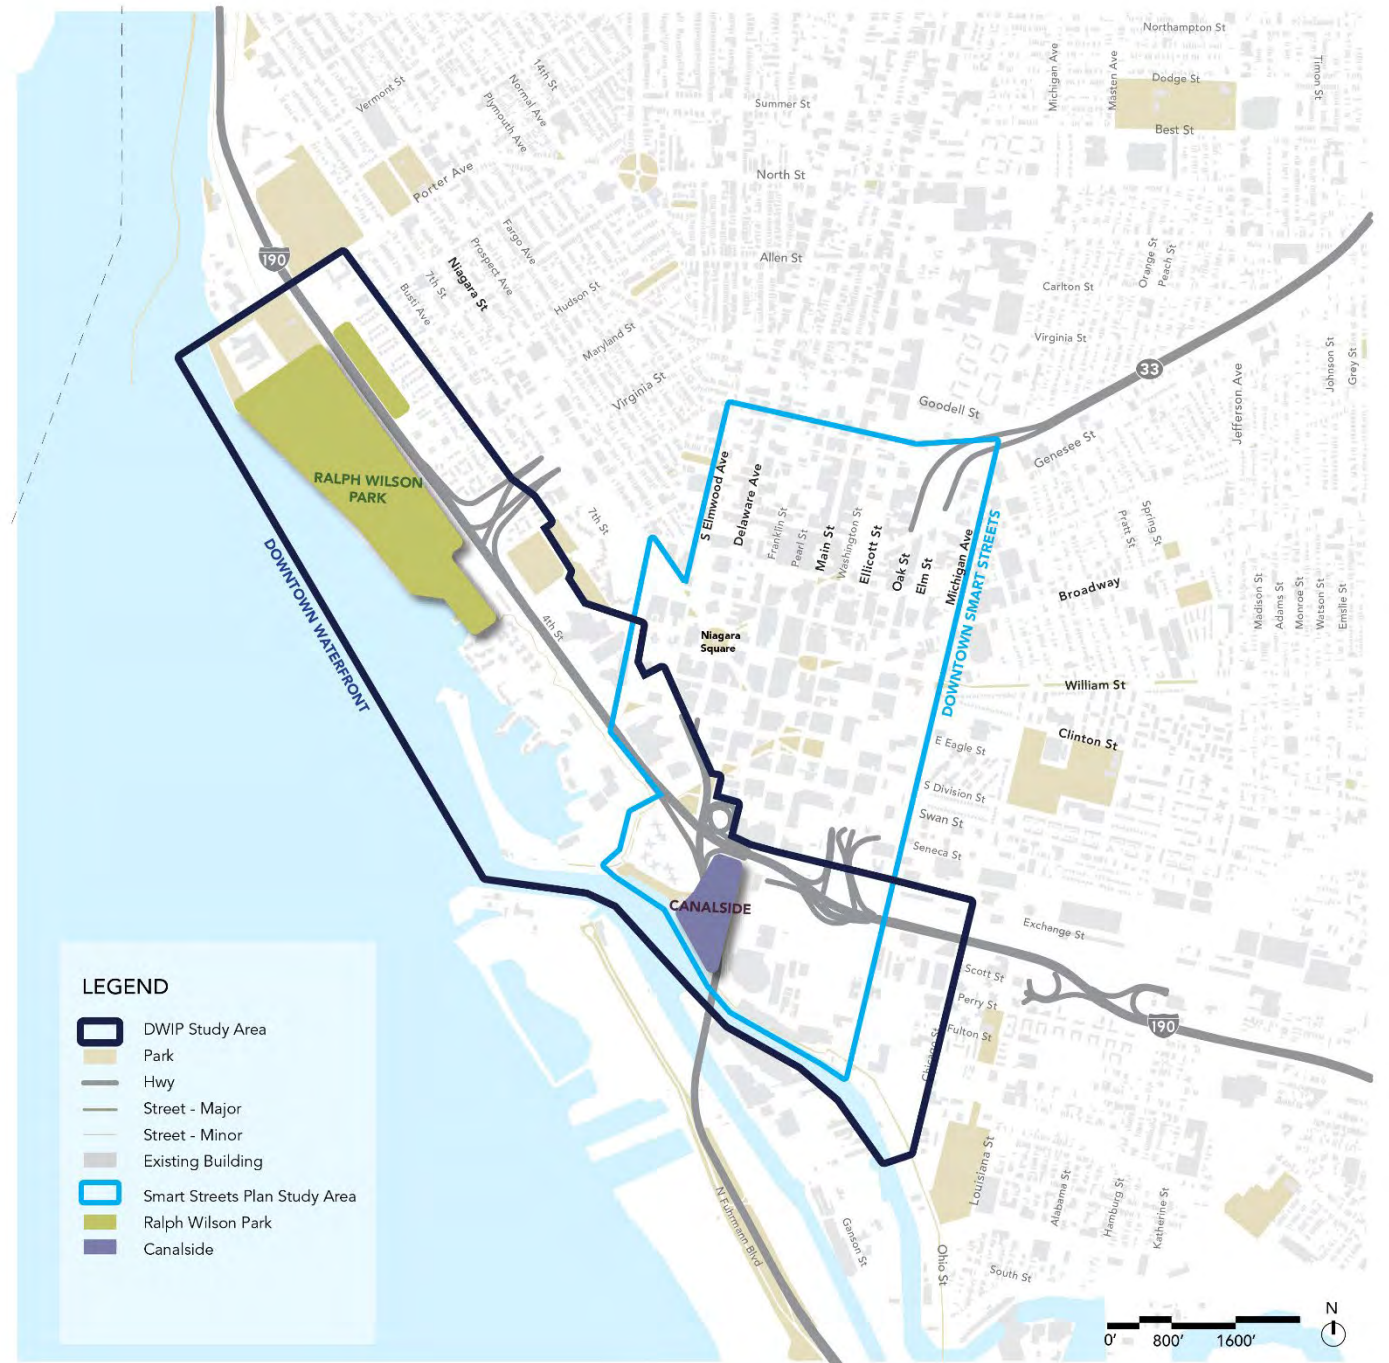 Northampton St
Michigan Ave
Masten Ave
Timon St
Dodge St
Best St
14th St
Normal Ave
Plymouth Ave
Vermont St
Summer St
North St
Porter Ave
Fargo Ave
Prospect Ave
Niagara St
7th St
Busti Ave
190
Allen St
Orange St
Peach St
Carlton St
Hudson St
Maryland St
Virginia St
Virginia St
33
Johnson St
Grey St
Jefferson Ave
Goodell St
Genesee St
RALPH WILSON
PARK
S Elmwood Ave
Delaware Ave
Franklin St
Pearl St
Main St
Washington St
Ellicott St
Oak St
Elm St
Michigan Ave
DOWNTOWN SMART STREETS
7th St
Spring St
Pratt St
Broadway
Madison St
Adams St
Monroe St
Watson St
Emslie St
DOWNTOWN WATERFRONT
4th St
Niagara
Square
William St
Clinton St
E Eagle St
S Division St
Swan St
Seneca St
CANALSIDE
Exchange St
Scott St
Perry St
Fulton St
Chicago St
190
Louisiana St
Alabama St
Hamburg St
Katherine St
N Fuhrmann Blvd
Ganson St
Ohio St
South St
LEGEND
DWIP Study Area
Park
Hwy
Street - Major
Street - Minor
Existing Building
Smart Streets Plan Study Area
Ralph Wilson Park
Canalside
N
0' 800' 1600'